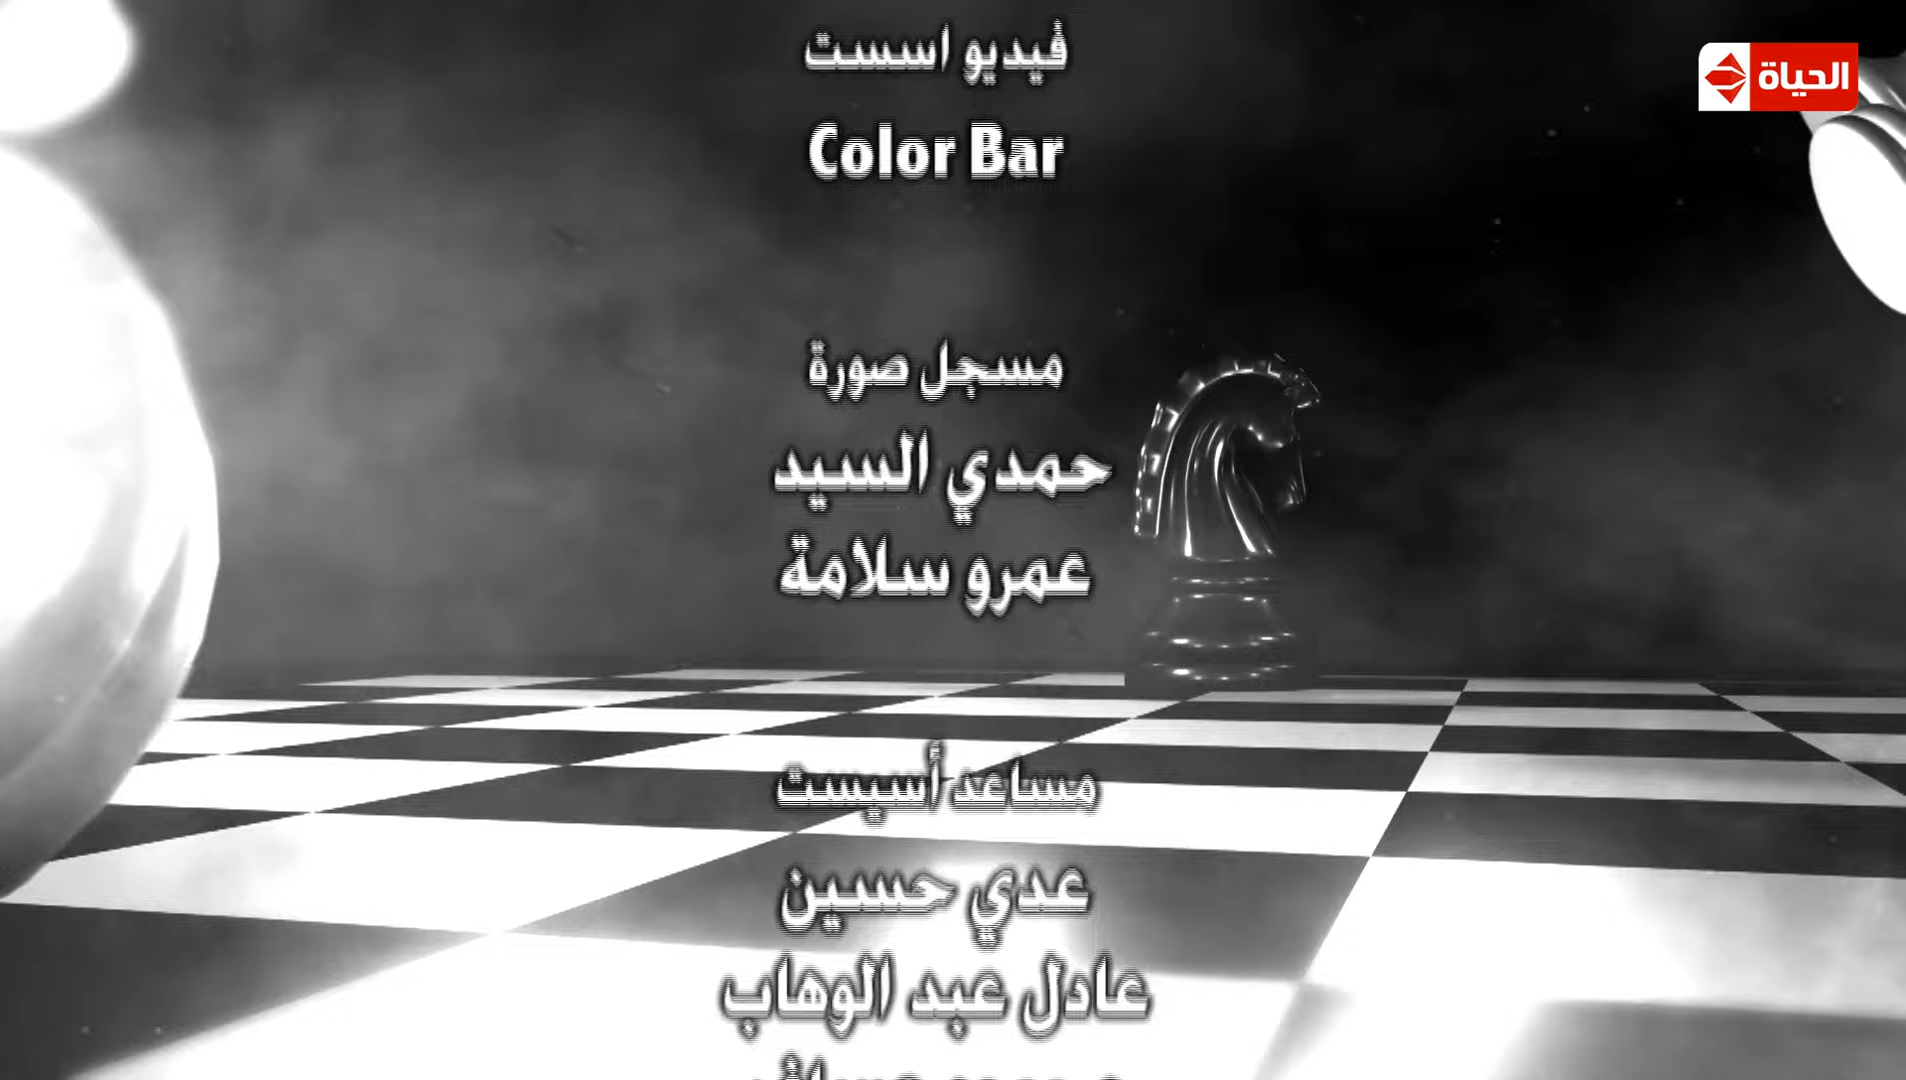 فيديو اسست
الحياة
Color Bar
مسجل صورة
حمدي السيد
عمرو سلامة
مساعد أسيست
عدي حسين
عادل عبد الوهاب